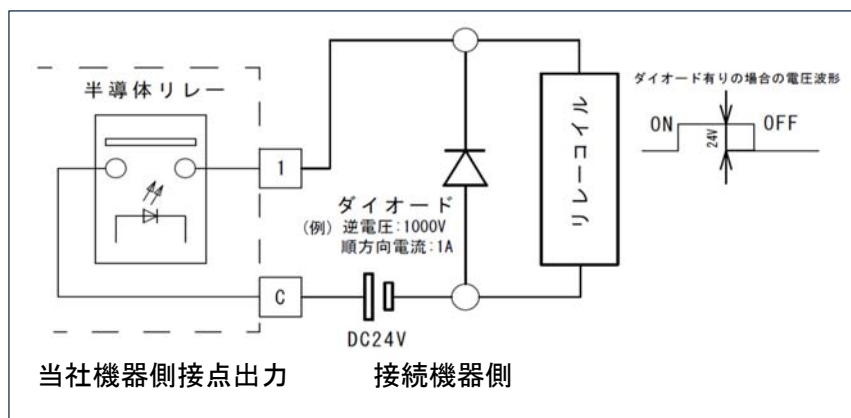 ダイオード有りの場合の電圧波形
半導体リレー
ON
24V
OFF
1
リレーコイル
ダイオード
(例) 逆電圧:1000V
順方向電流:1A
C
DC24V
当社機器側接点出力
接続機器側